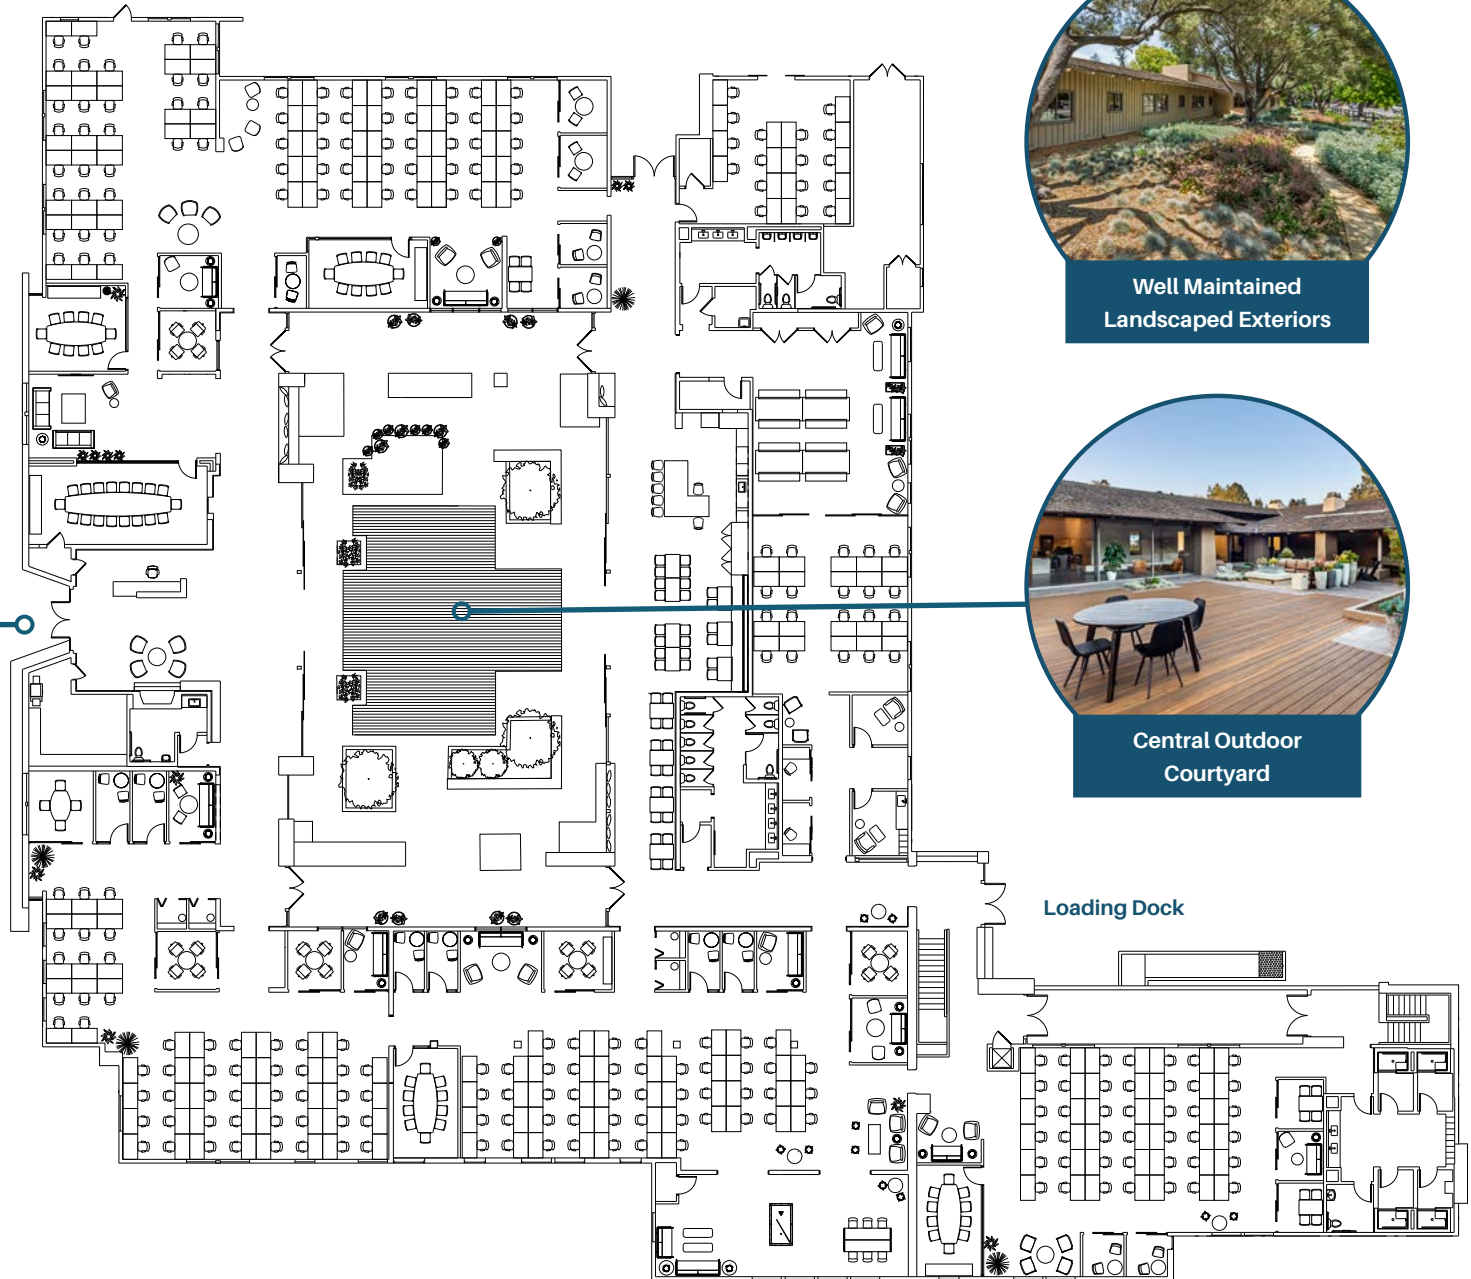 Well Maintained
Landscaped Exteriors
Central Outdoor
Courtyard
Loading Dock